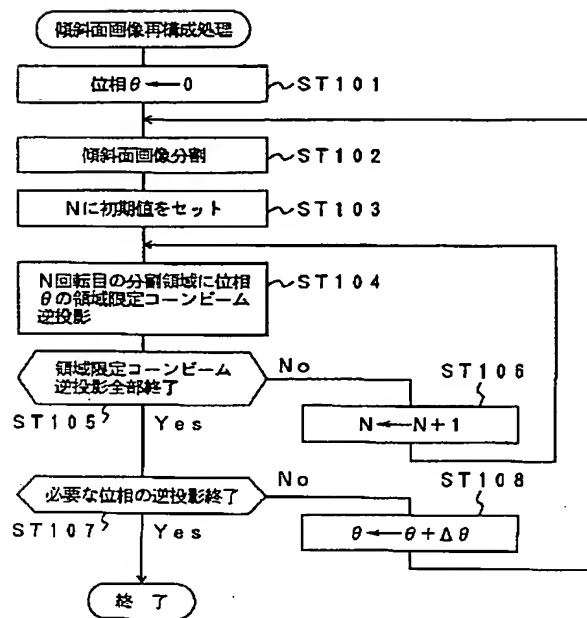 傾斜面画像再構成処理
位相θ←0
ST101
傾斜面画像分割
ST102
Nに初期値をセット
ST103
N回転目の分割領域に位相
θの領域限定コーンビーム
逆投影
ST104
領域限定コーンビーム
逆投影全部終了
No
ST105
Yes
ST106
N←N+1
必要な位相の逆投影終了
No
ST107
Yes
ST108
θ←θ+Δθ
終了